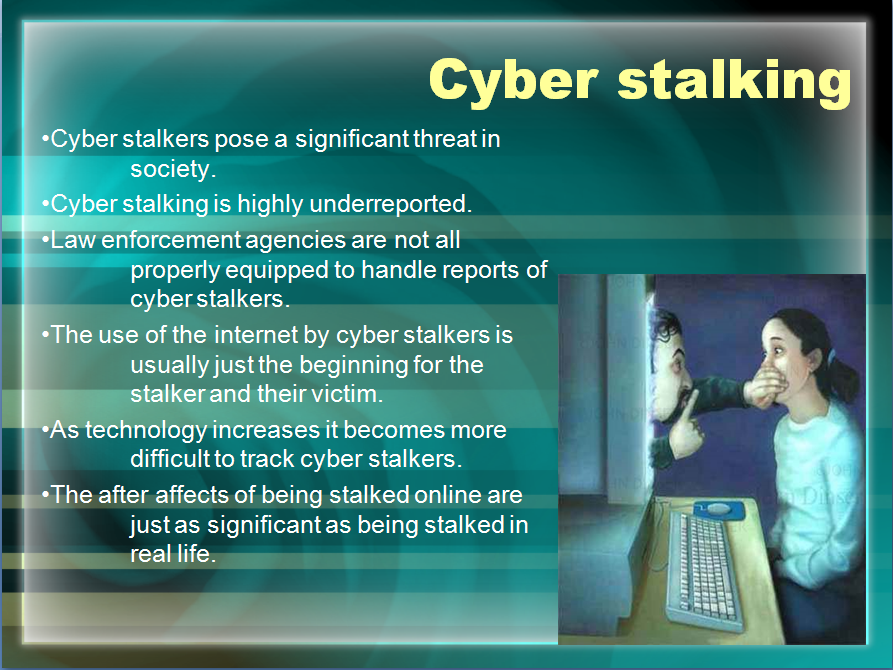 Cyber stalking
•Cyber stalkers pose a significant threat in
society.
•Cyber stalking is highly underreported.
•Law enforcement agencies are not all
properly equipped to handle reports of
cyber stalkers.
•The use of the internet by cyber stalkers is
usually just the beginning for the
stalker and their victim.
•As technology increases it becomes more
difficult to track cyber stalkers.
•The after affects of being stalked online are
just as significant as being stalked in
real life.